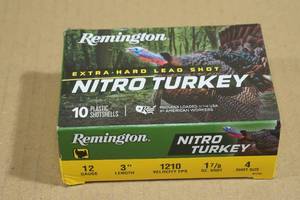 Remington
EXTRA-HARD LEAD SHOT
NITRO TURKEY
10 PLASTIC SHOTSHELLS
PROUDLY LOADED IN THE USA
BY AMERICAN WORKERS
Remington
NITRO
TURKEY
12 3" 1210 1 7/8 4
GAUGE LENGTH VELOCITY FPS OZ. SHOT SHOT SIZE